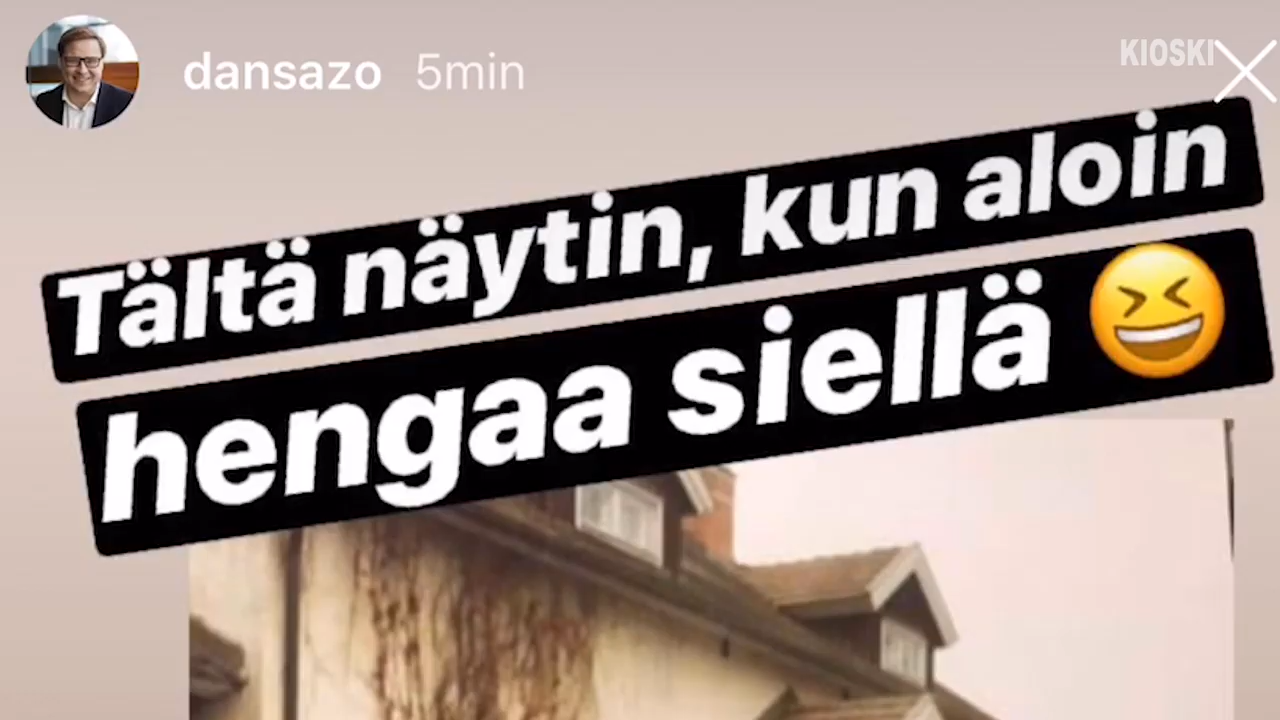 dansazo 5min
KIOSKI
Tältä näytin, kun aloin
hengaa siellä 😆